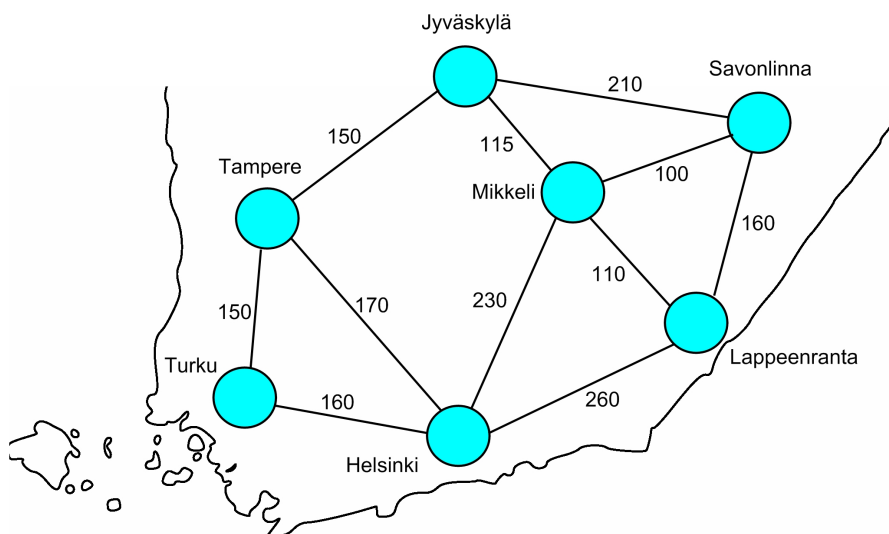 Jyväskylä
Savonlinna
210
150
115
Tampere
100
Mikkeli
160
110
150
170
230
Turku
Lappeenranta
160
260
Helsinki